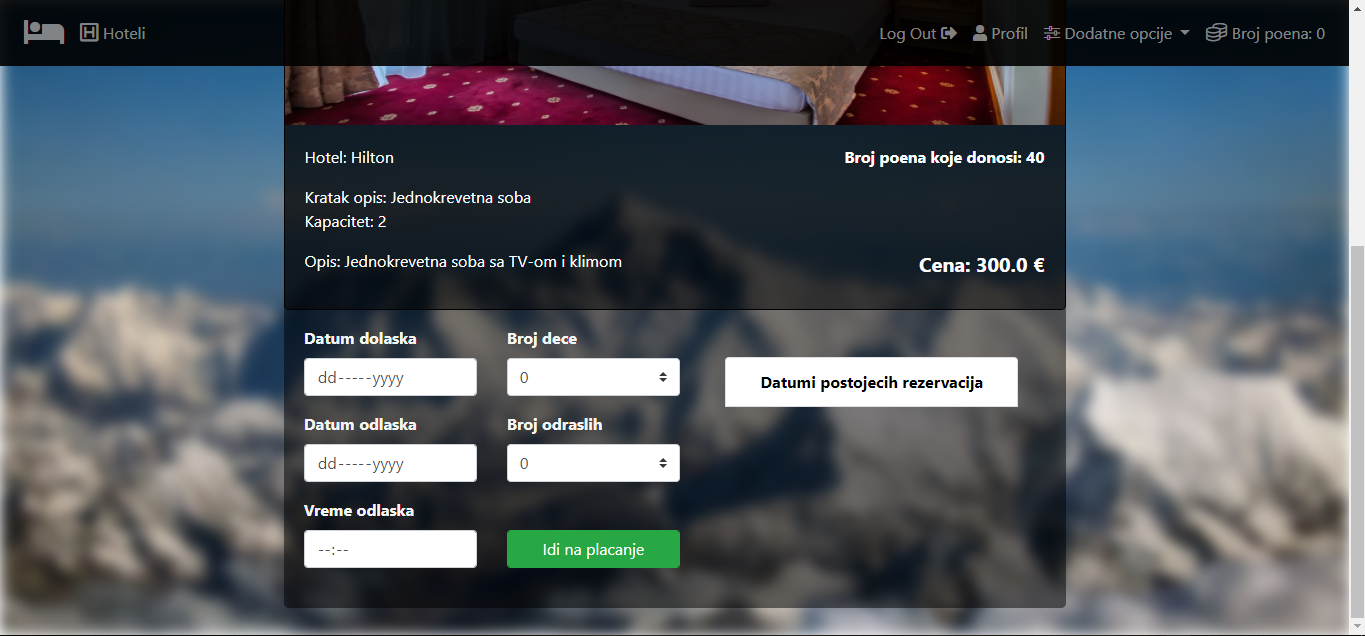 Hoteli
Log Out Profil Dodatne opcije Broj poena: 0
Hotel: Hilton
Broj poena koje donosi: 40
Kratak opis: Jednokrevetna soba
Kapacitet: 2
Opis: Jednokrevetna soba sa TV-om i klimom
Cena: 300.0 €
Datum dolaska
dd-----yyyy
Broj dece
0
Datumi postojecih rezervacija
Datum odlaska
dd-----yyyy
Broj odraslih
0
Vreme odlaska
--:--
Idi na placanje